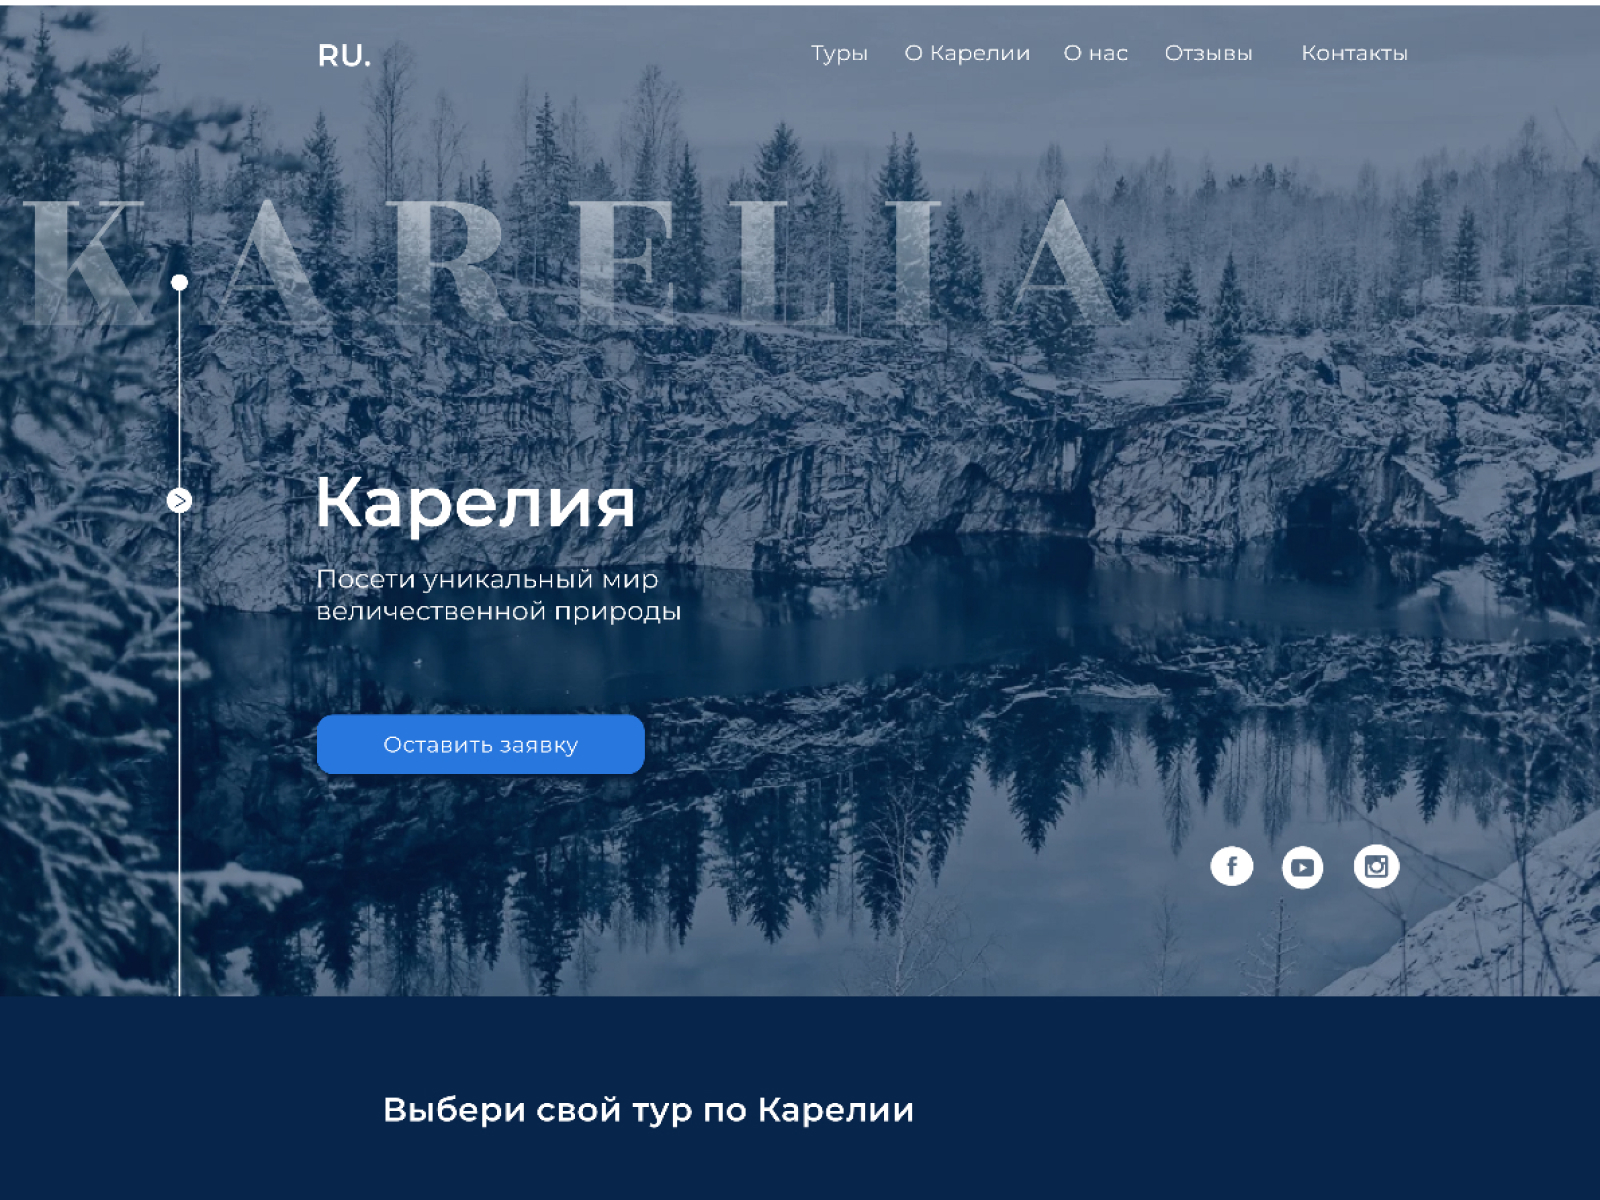 RU.
Туры О Карелии О нас Отзывы Контакты
KARELIA
Карелия
Посети уникальный мир
величественной природы
Оставить заявку
Выбери свой тур по Карелии